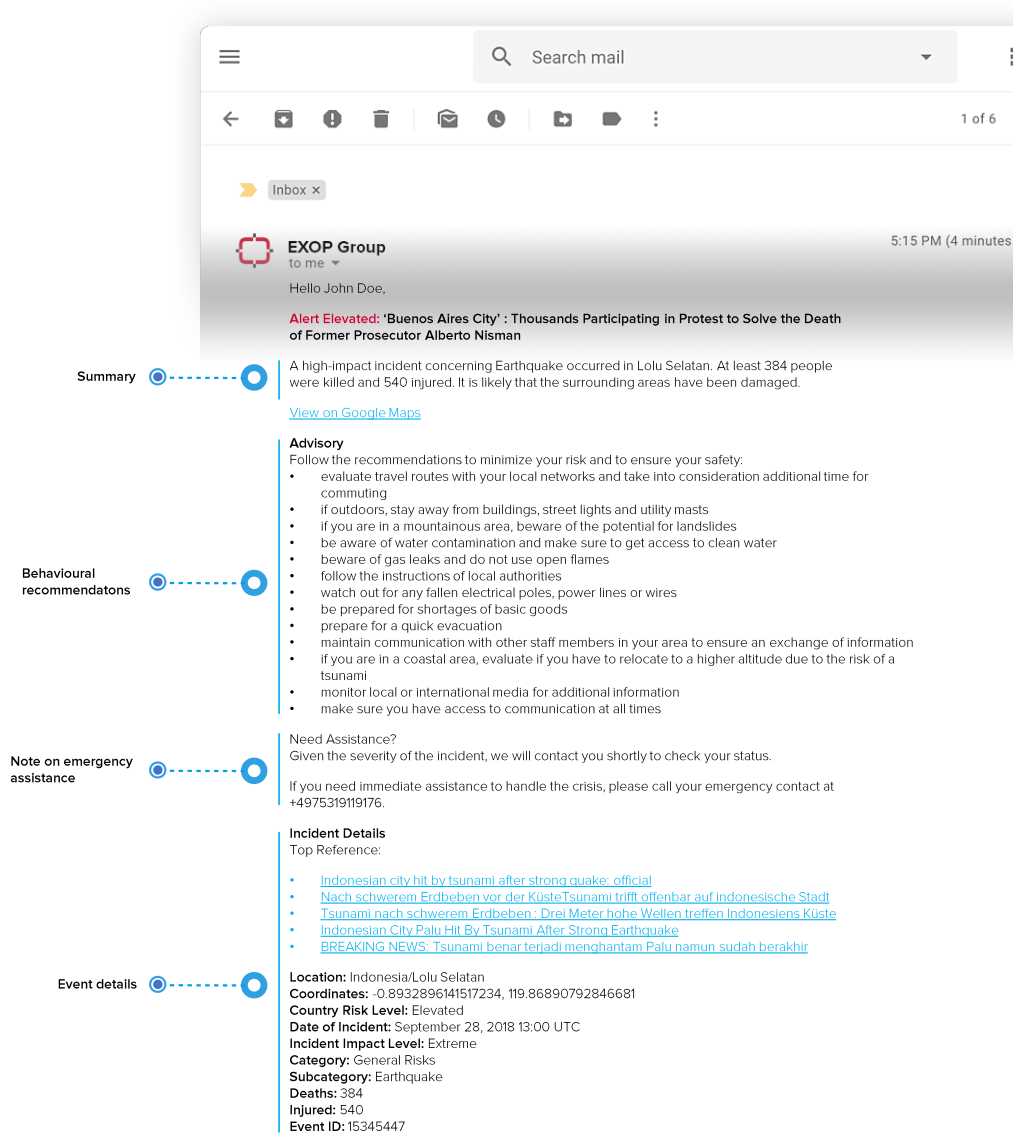 Search mail
1 of 6
Inbox ×
EXOP Group
5:15 PM (4 minutes
to me
Hello John Doe,
Alert Elevated: ‘Buenos Aires City’ : Thousands Participating in Protest to Solve the Death
of Former Prosecutor Alberto Nisman
Summary
A high-impact incident concerning Earthquake occurred in Lolu Selatan. At least 384 people
were killed and 540 injured. It is likely that the surrounding areas have been damaged.
View on Google Maps
Behavioural
recommendatons
Advisory
Follow the recommendations to minimize your risk and to ensure your safety:
• evaluate travel routes with your local networks and take into consideration additional time for
commuting
• if outdoors, stay away from buildings, street lights and utility masts
• if you are in a mountainous area, beware of the potential for landslides
• be aware of water contamination and make sure to get access to clean water
• beware of gas leaks and do not use open flames
• follow the instructions of local authorities
• watch out for any fallen electrical poles, power lines or wires
• be prepared for shortages of basic goods
• prepare for a quick evacuation
• maintain communication with other staff members in your area to ensure an exchange of information
• if you are in a coastal area, evaluate if you have to relocate to a higher altitude due to the risk of a
tsunami
• monitor local or international media for additional information
• make sure you have access to communication at all times
Note on emergency
assistance
Need Assistance?
Given the severity of the incident, we will contact you shortly to check your status.
If you need immediate assistance to handle the crisis, please call your emergency contact at
+4975319119176.
Event details
Incident Details
Top Reference:
• Indonesian city hit by tsunami after strong quake: official
• Nach schwerem Erdbeben vor der KüsteTsunami trifft offenbar auf indonesische Stadt
• Tsunami nach schwerem Erdbeben : Drei Meter hohe Wellen treffen Indonesiens Küste
• Indonesian City Palu Hit By Tsunami After Strong Earthquake
• BREAKING NEWS: Tsunami benar terjadi menghantam Palu namun sudah berakhir
Location: Indonesia/Lolu Selatan
Coordinates: -0.8932896141517234, 119.86890792846681
Country Risk Level: Elevated
Date of Incident: September 28, 2018 13:00 UTC
Incident Impact Level: Extreme
Category: General Risks
Subcategory: Earthquake
Deaths: 384
Injured: 540
Event ID: 15345447